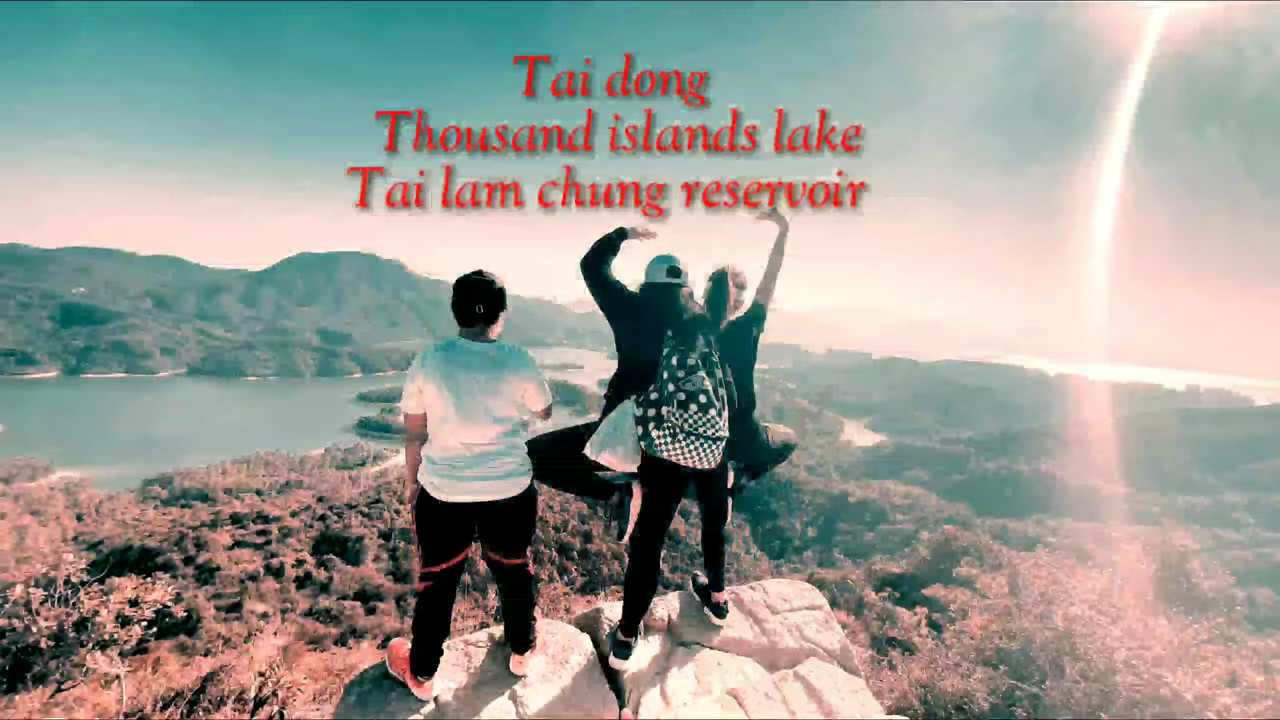 Tai dong
Thousand islands lake
Tai lam chung reservoir